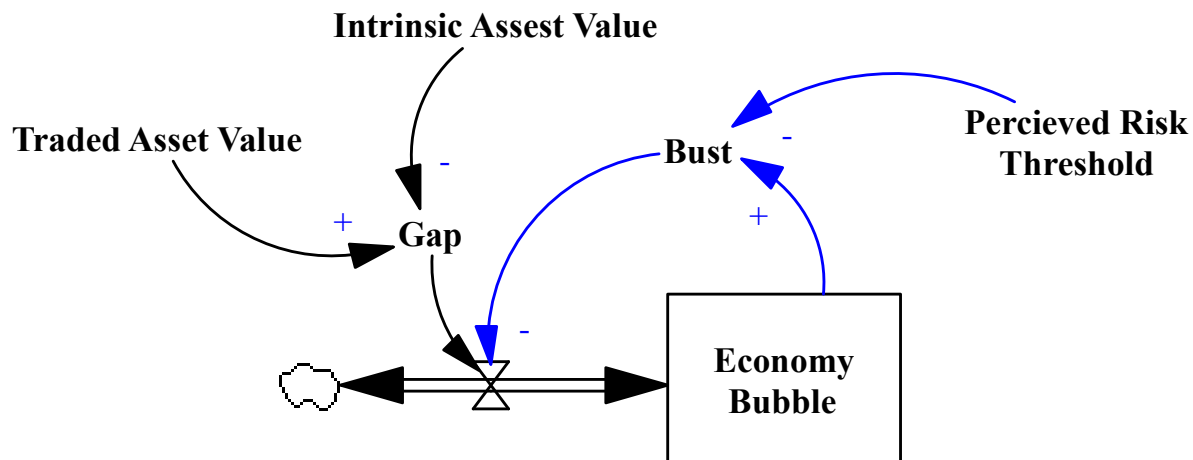 Intrinsic Assest Value
Traded Asset Value
Percieved Risk
Threshold
Bust
-
-
+
+
Gap
-
Economy
Bubble